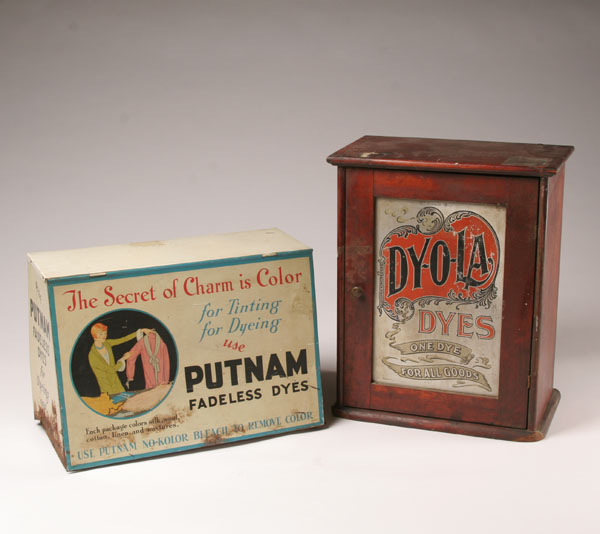 The Secret of Charm is Color
for Tinting
for Dyeing
use
PUTNAM
FADELESS DYES
Each package colors silk, wool,
cotton, linen, and mixtures.
USE PUTNAM NO-KOLOR BLEACH TO REMOVE COLOR
PUTNAM
FADELESS
DYES
DY-O-LA
DYES
ONE DYE
FOR ALL GOODS